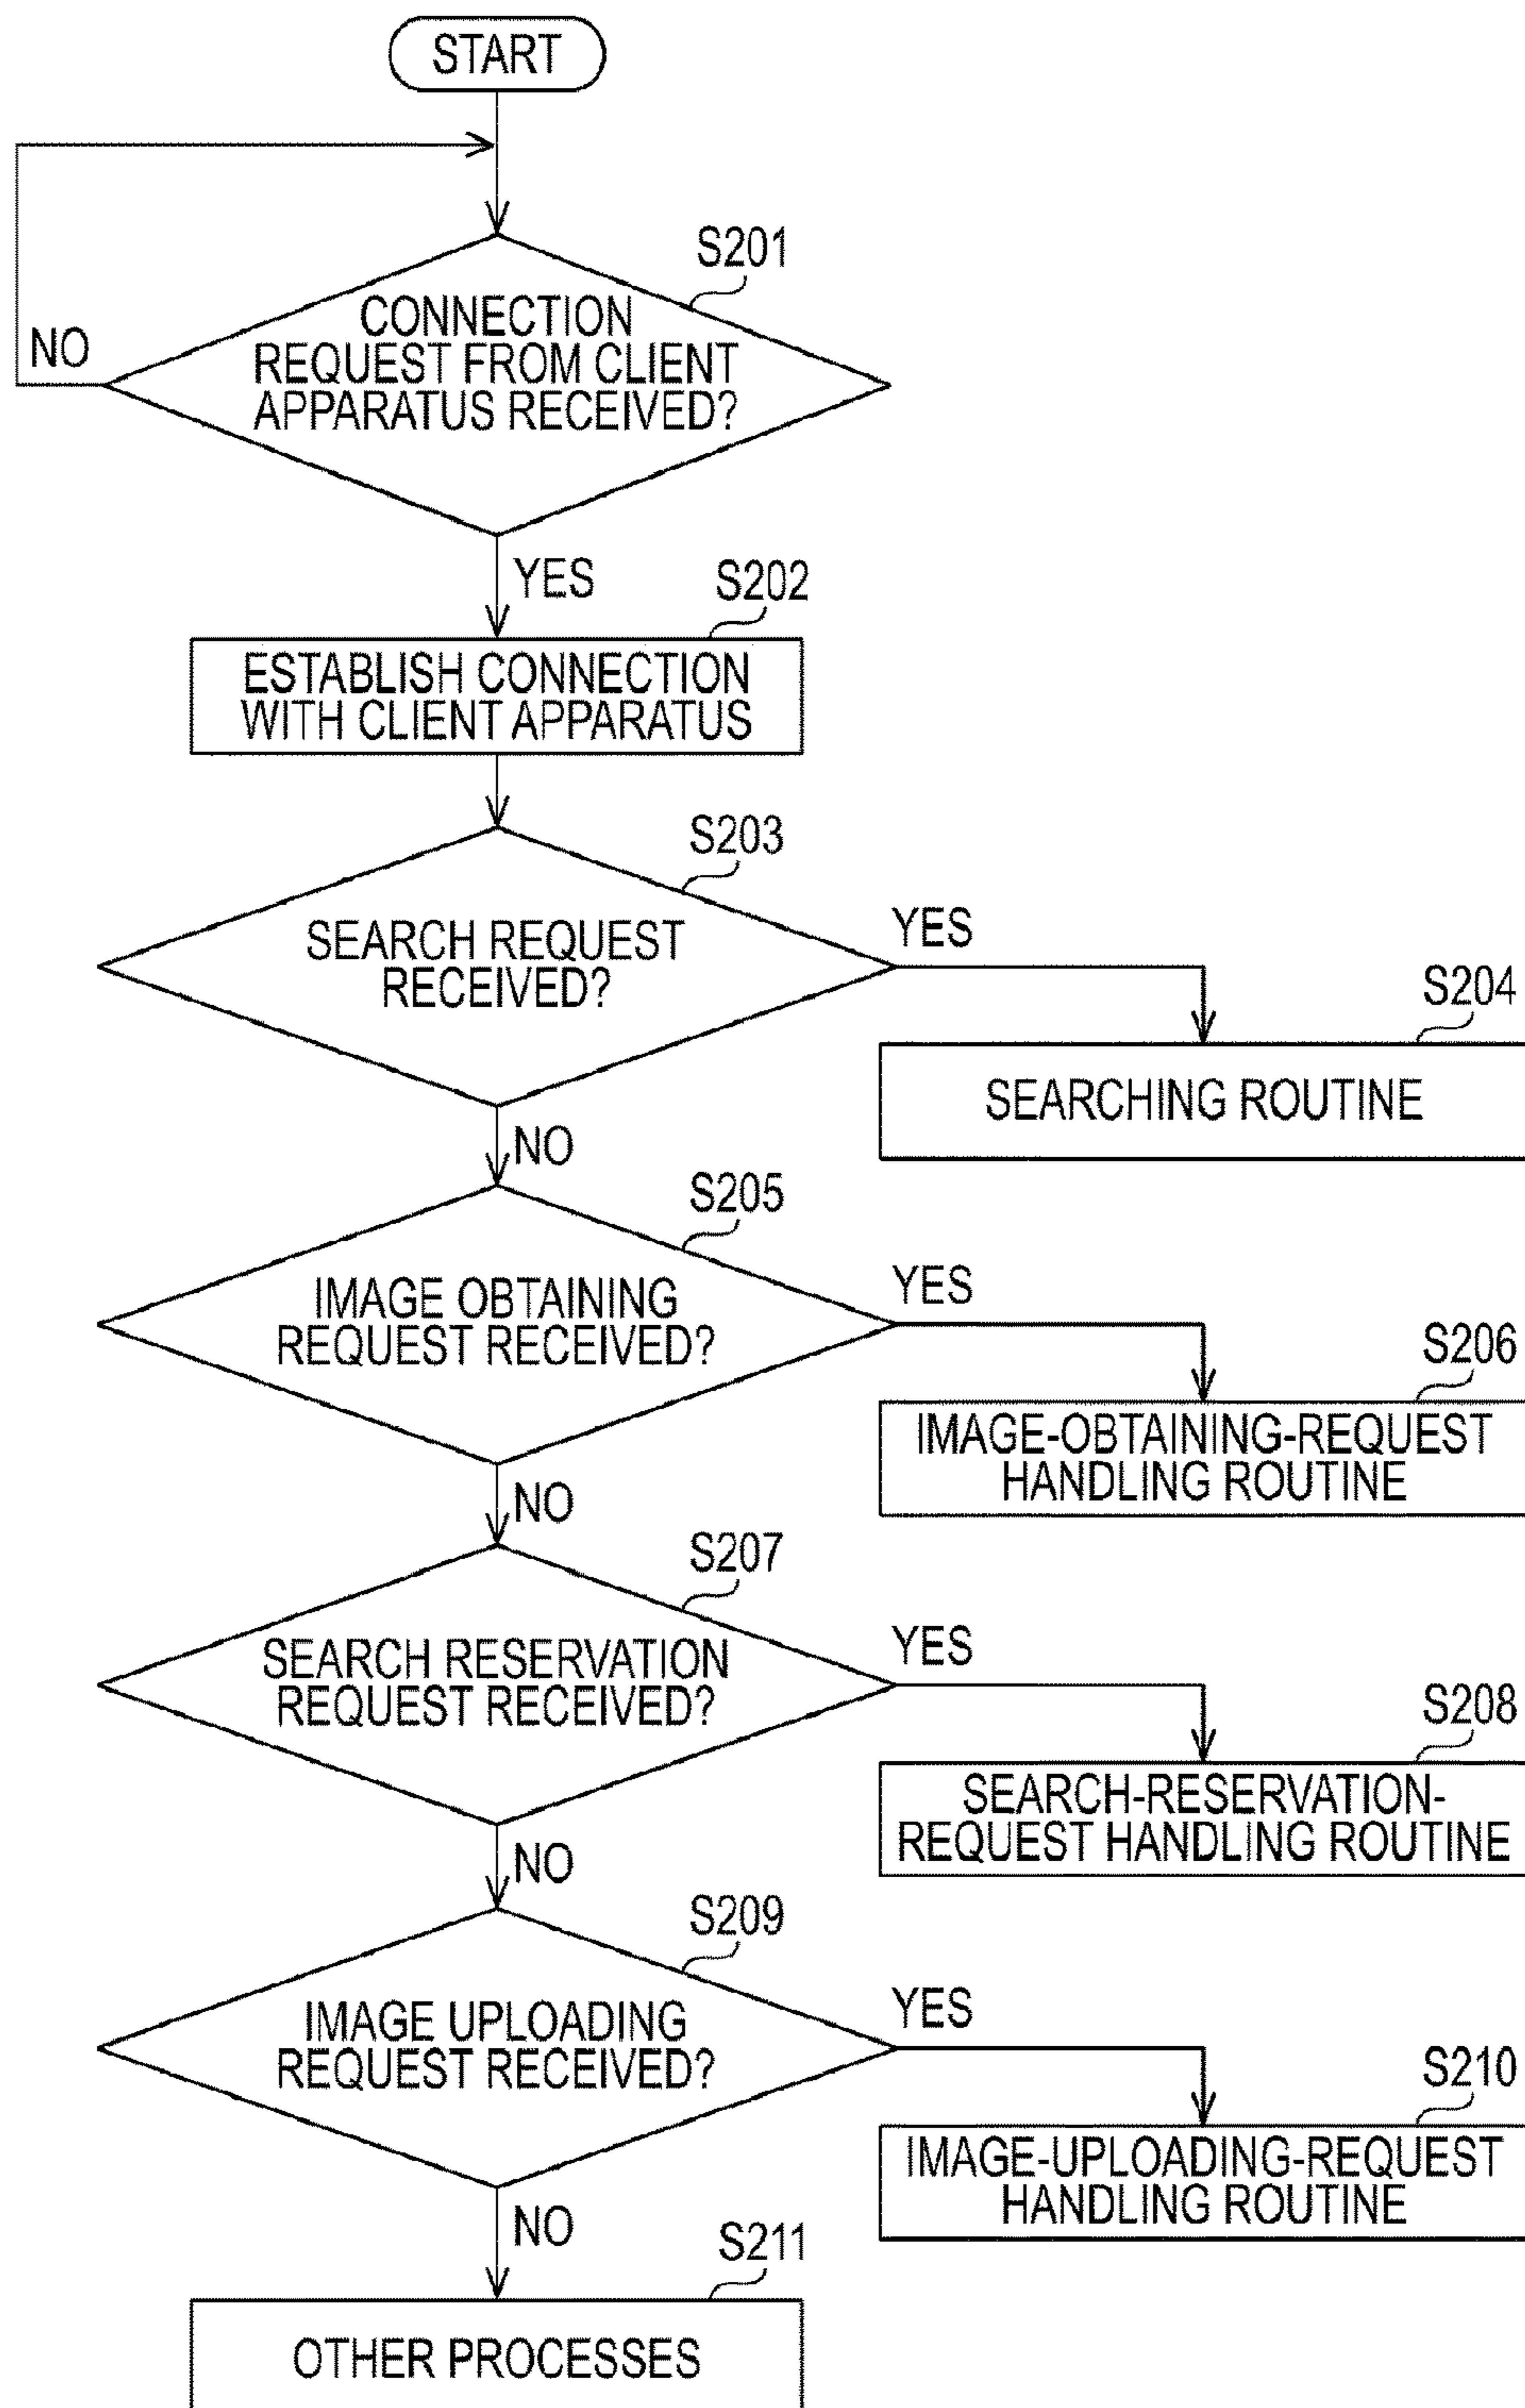 START
S201
CONNECTION
REQUEST FROM CLIENT
APPARATUS RECEIVED?
NO
YES
S202
ESTABLISH CONNECTION
WITH CLIENT APPARATUS
S203
SEARCH REQUEST
RECEIVED?
YES
S204
SEARCHING ROUTINE
NO
S205
IMAGE OBTAINING
REQUEST RECEIVED?
YES
S206
IMAGE-OBTAINING-REQUEST
HANDLING ROUTINE
NO
S207
SEARCH RESERVATION
REQUEST RECEIVED?
YES
S208
SEARCH-RESERVATION-
REQUEST HANDLING ROUTINE
NO
S209
IMAGE UPLOADING
REQUEST RECEIVED?
YES
S210
IMAGE-UPLOADING-REQUEST
HANDLING ROUTINE
NO
S211
OTHER PROCESSES